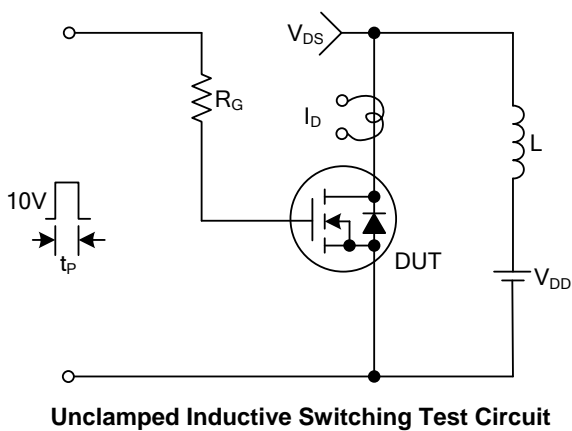 V_DS
R_G
I_D
L
10V
t_P
DUT
V_DD
Unclamped Inductive Switching Test Circuit